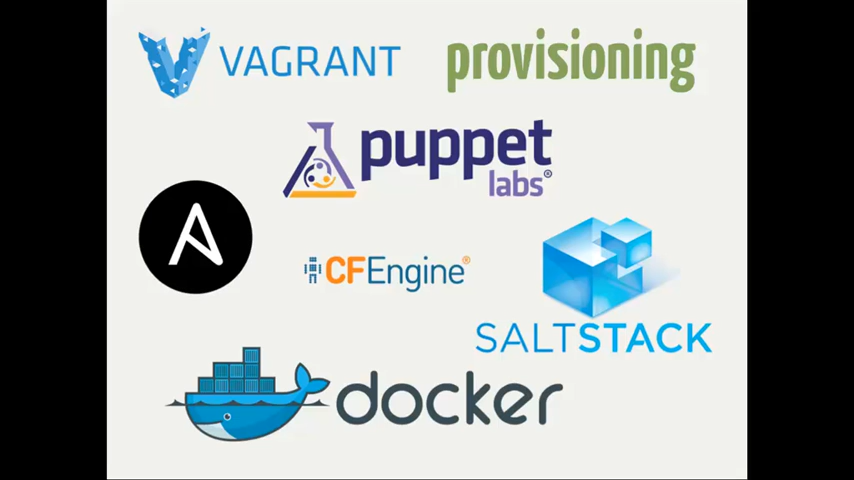 VAGRANT
provisioning
puppet
labs®
CFEngine®
SALTSTACK
docker